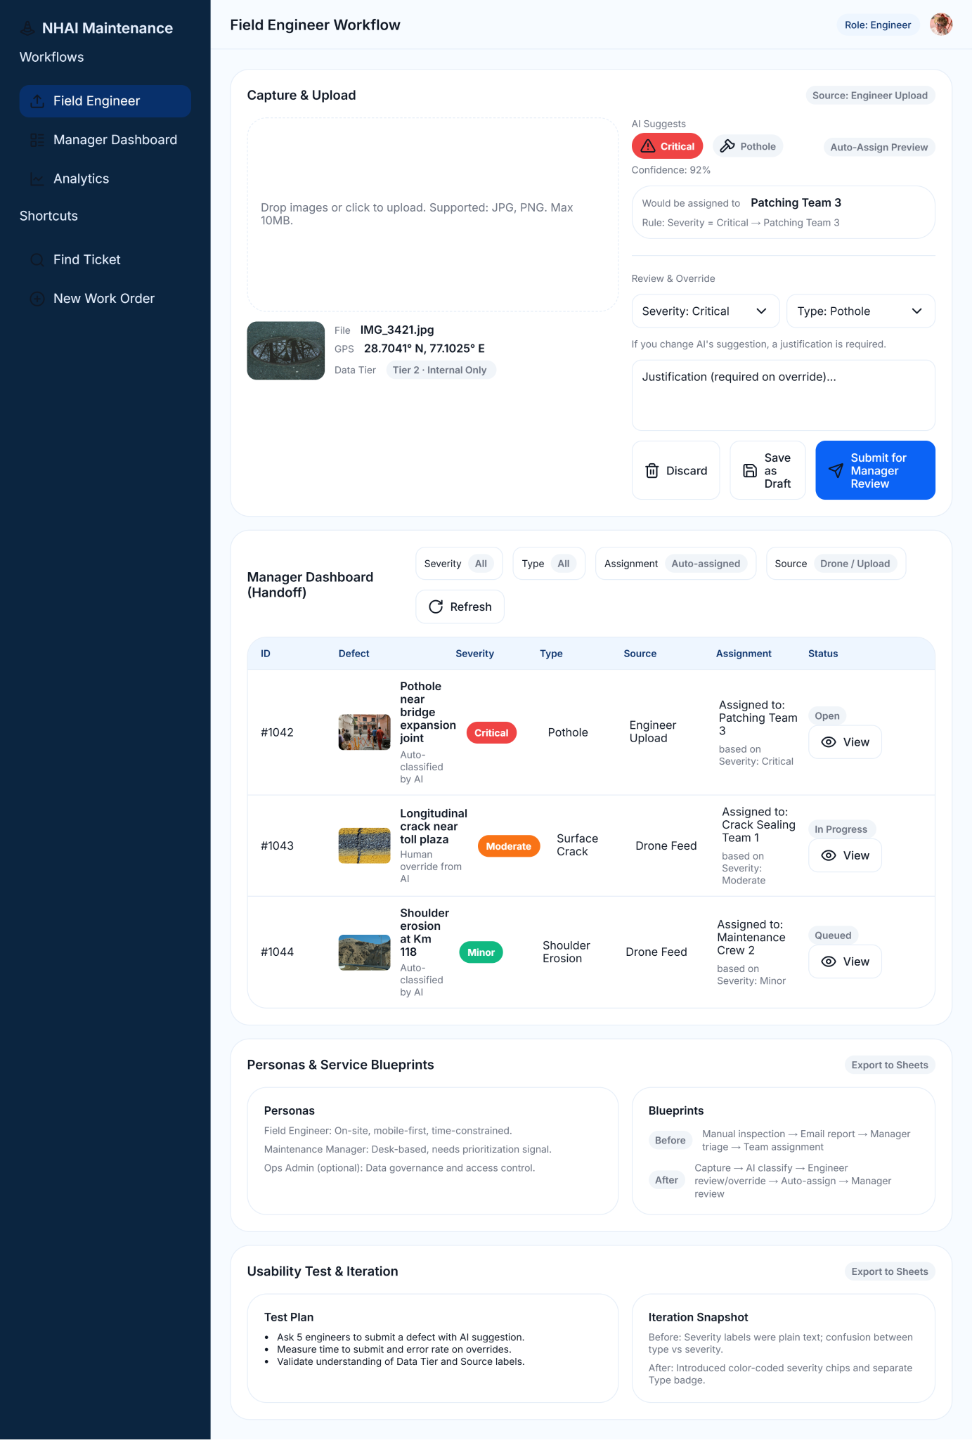 NHAI Maintenance
Workflows
Field Engineer
Manager Dashboard
Analytics
Shortcuts
Find Ticket
New Work Order
Field Engineer Workflow
Role: Engineer
Capture & Upload
Source: Engineer Upload
Drop images or click to upload. Supported: JPG, PNG. Max
10MB.
File IMG_3421.jpg
GPS 28.7041° N, 77.1025° E
Data Tier Tier 2 · Internal Only
AI Suggests
Critical
Pothole
Auto-Assign Preview
Confidence: 92%
Would be assigned to Patching Team 3
Rule: Severity = Critical → Patching Team 3
Review & Override
Severity: Critical
Type: Pothole
If you change AI's suggestion, a justification is required.
Justification (required on override)...
Discard
Save
as
Draft
Submit for
Manager
Review
Manager Dashboard
(Handoff)
Severity All
Type All
Assignment Auto-assigned
Source Drone / Upload
Refresh
ID Defect Severity Type Source Assignment Status
#1042
Pothole
near
bridge
expansion
joint
Auto-
classified
by AI
Critical
Pothole
Engineer
Upload
Assigned to:
Patching Team
3
based on
Severity: Critical
Open
View
#1043
Longitudinal
crack near
toll plaza
Human
override from
AI
Moderate
Surface
Crack
Drone Feed
Assigned to:
Crack Sealing
Team 1
based on
Severity:
Moderate
In Progress
View
#1044
Shoulder
erosion
at Km
118
Auto-
classified
by AI
Minor
Shoulder
Erosion
Drone Feed
Assigned to:
Maintenance
Crew 2
based on
Severity: Minor
Queued
View
Personas & Service Blueprints
Export to Sheets
Personas
Field Engineer: On-site, mobile-first, time-constrained.
Maintenance Manager: Desk-based, needs prioritization signal.
Ops Admin (optional): Data governance and access control.
Blueprints
Before
Manual inspection → Email report → Manager
triage → Team assignment
After
Capture → AI classify → Engineer
review/override → Auto-assign → Manager
review
Usability Test & Iteration
Export to Sheets
Test Plan
• Ask 5 engineers to submit a defect with AI suggestion.
• Measure time to submit and error rate on overrides.
• Validate understanding of Data Tier and Source labels.
Iteration Snapshot
Before: Severity labels were plain text; confusion between
type vs severity.
After: Introduced color-coded severity chips and separate
Type badge.